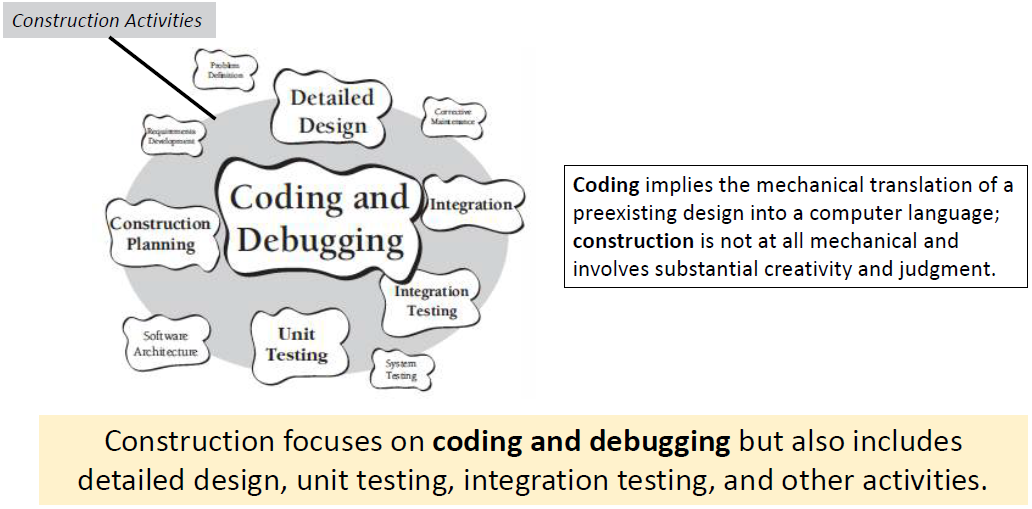 Construction Activities
Problem
Definition
Detailed
Design
Corrective
Maintenance
Requirements
Development
Coding and
Debugging
Integration
Construction
Planning
Integration
Testing
Software
Architecture
Unit
Testing
System
Testing
Coding implies the mechanical translation of a
preexisting design into a computer language;
construction is not at all mechanical and
involves substantial creativity and judgment.
Construction focuses on coding and debugging but also includes
detailed design, unit testing, integration testing, and other activities.